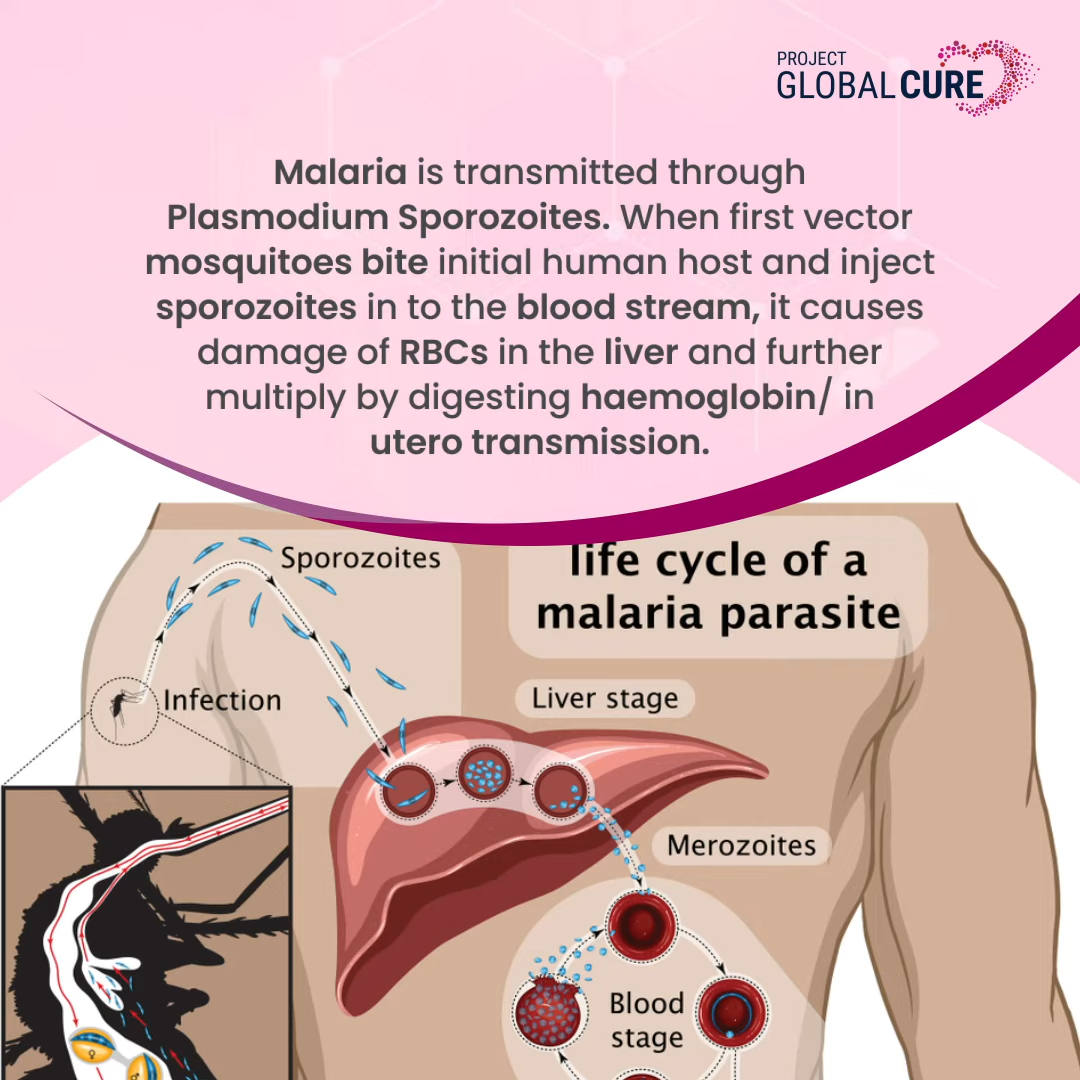 PROJECT
GLOBAL CURE
Malaria is transmitted through
Plasmodium Sporozoites. When first vector
mosquitoes bite initial human host and inject
sporozoites in to the blood stream, it causes
damage of RBCs in the liver and further
multiply by digesting haemoglobin/ in
utero transmission.
life cycle of a
malaria parasite
Sporozoites
Infection
Liver stage
Merozoites
Blood
stage
♀
♂